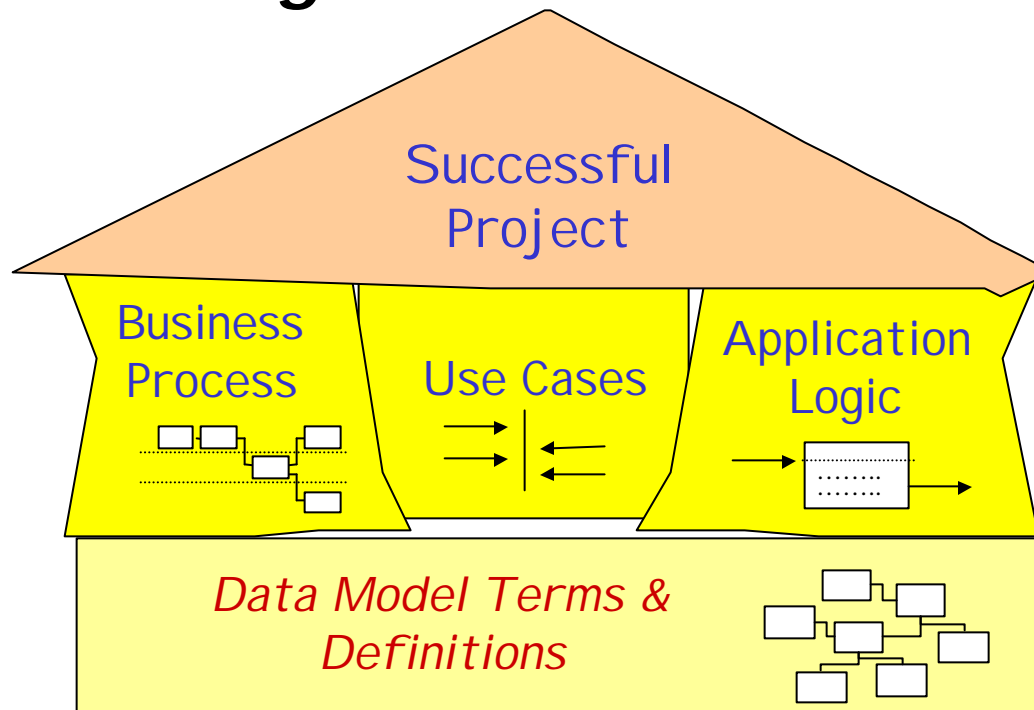 Successful
Project
Business
Process
Use Cases
Application
Logic
Data Model Terms &
Definitions